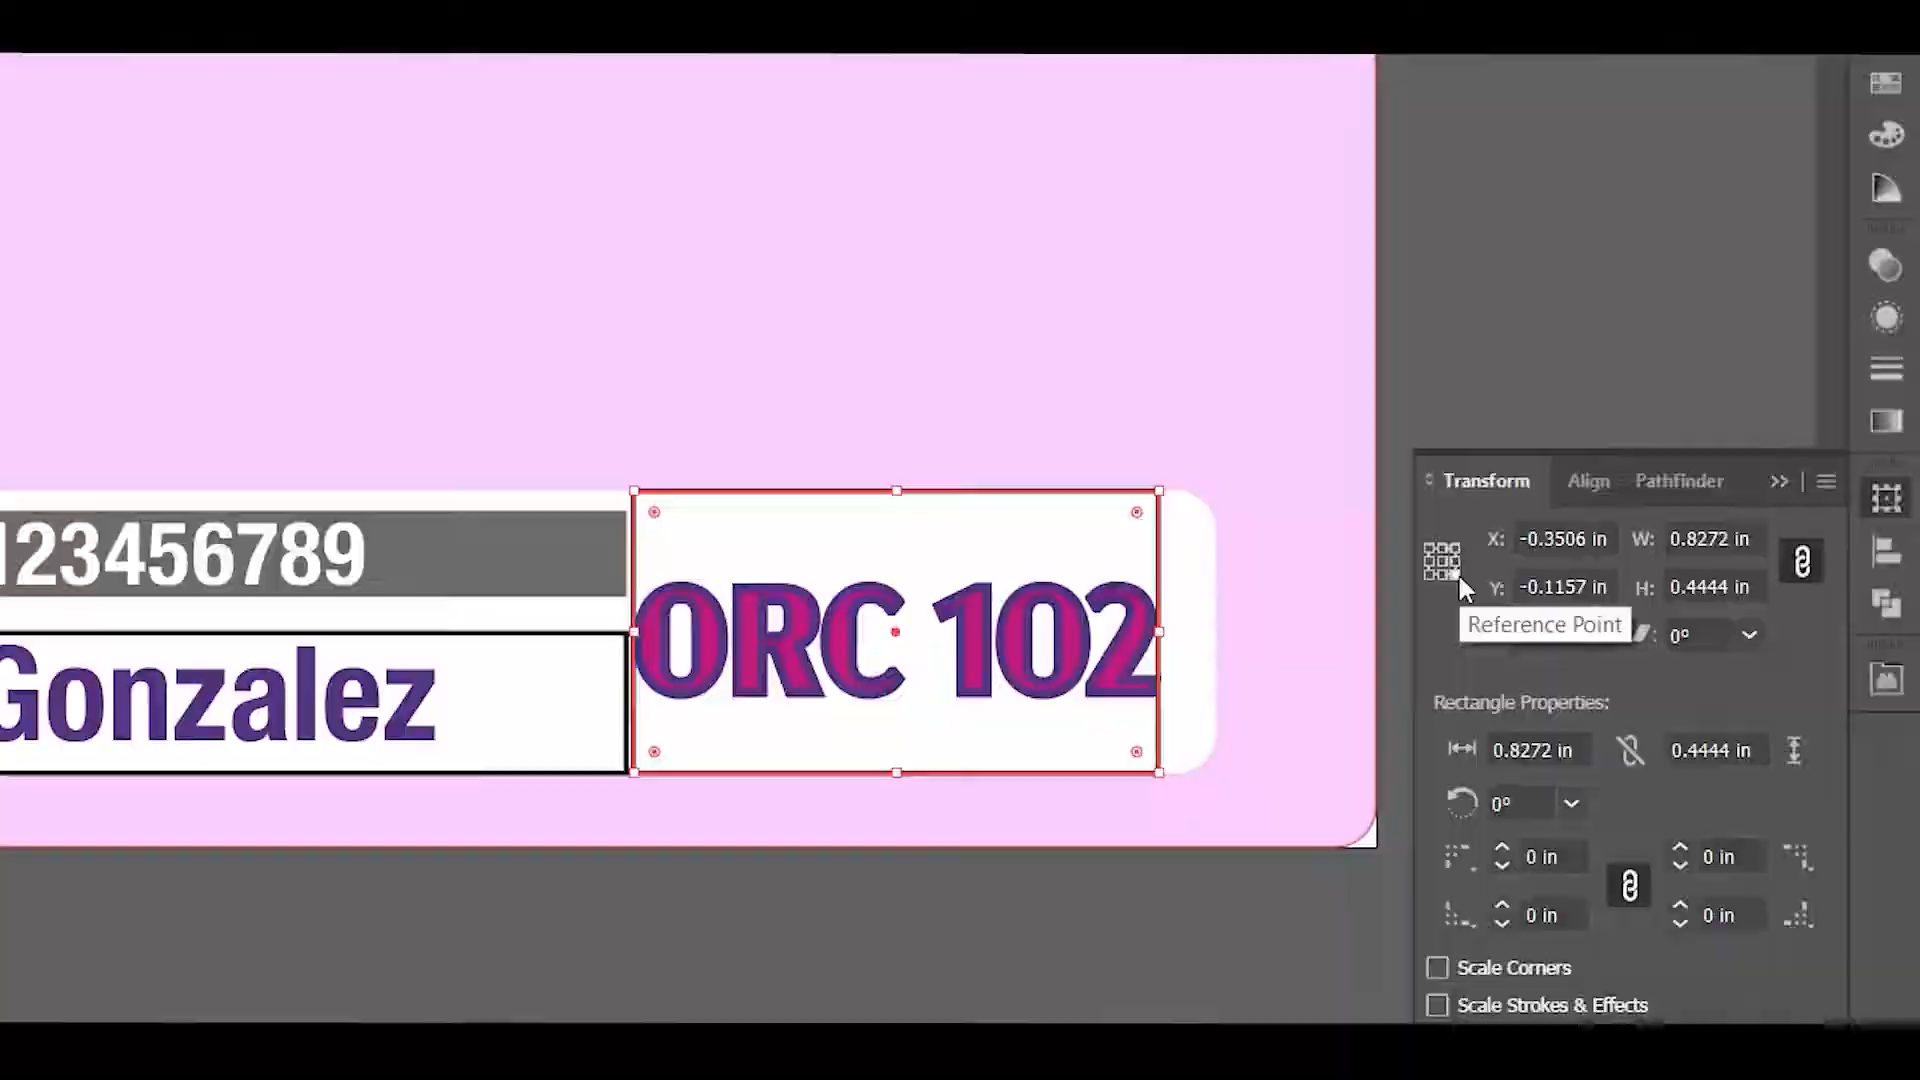 123456789
Gonzalez
ORC 102
Transform
Align
Pathfinder
X: -0.3506 in W: 0.8272 in
Y: -0.1157 in H: 0.4444 in
Reference Point
: 0°
Rectangle Properties:
0.8272 in
0.4444 in
0°
0 in
0 in
0 in
0 in
Scale Corners
Scale Strokes & Effects